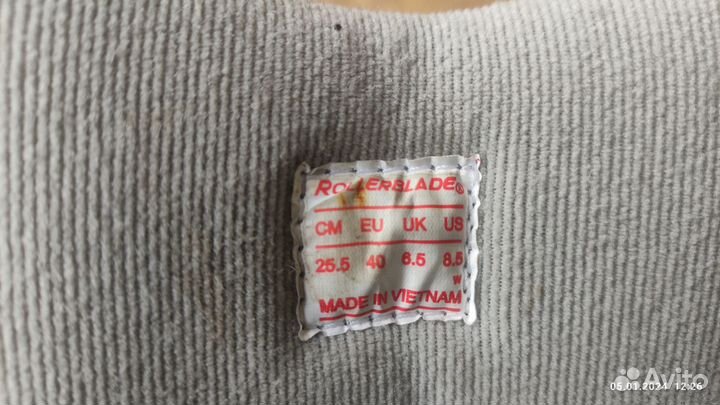 ROLLERBLADE®
CM EU UK US
25.5 40 6.5 8.5
W
MADE IN VIETNAM
Avito
05.01.2024 12:26